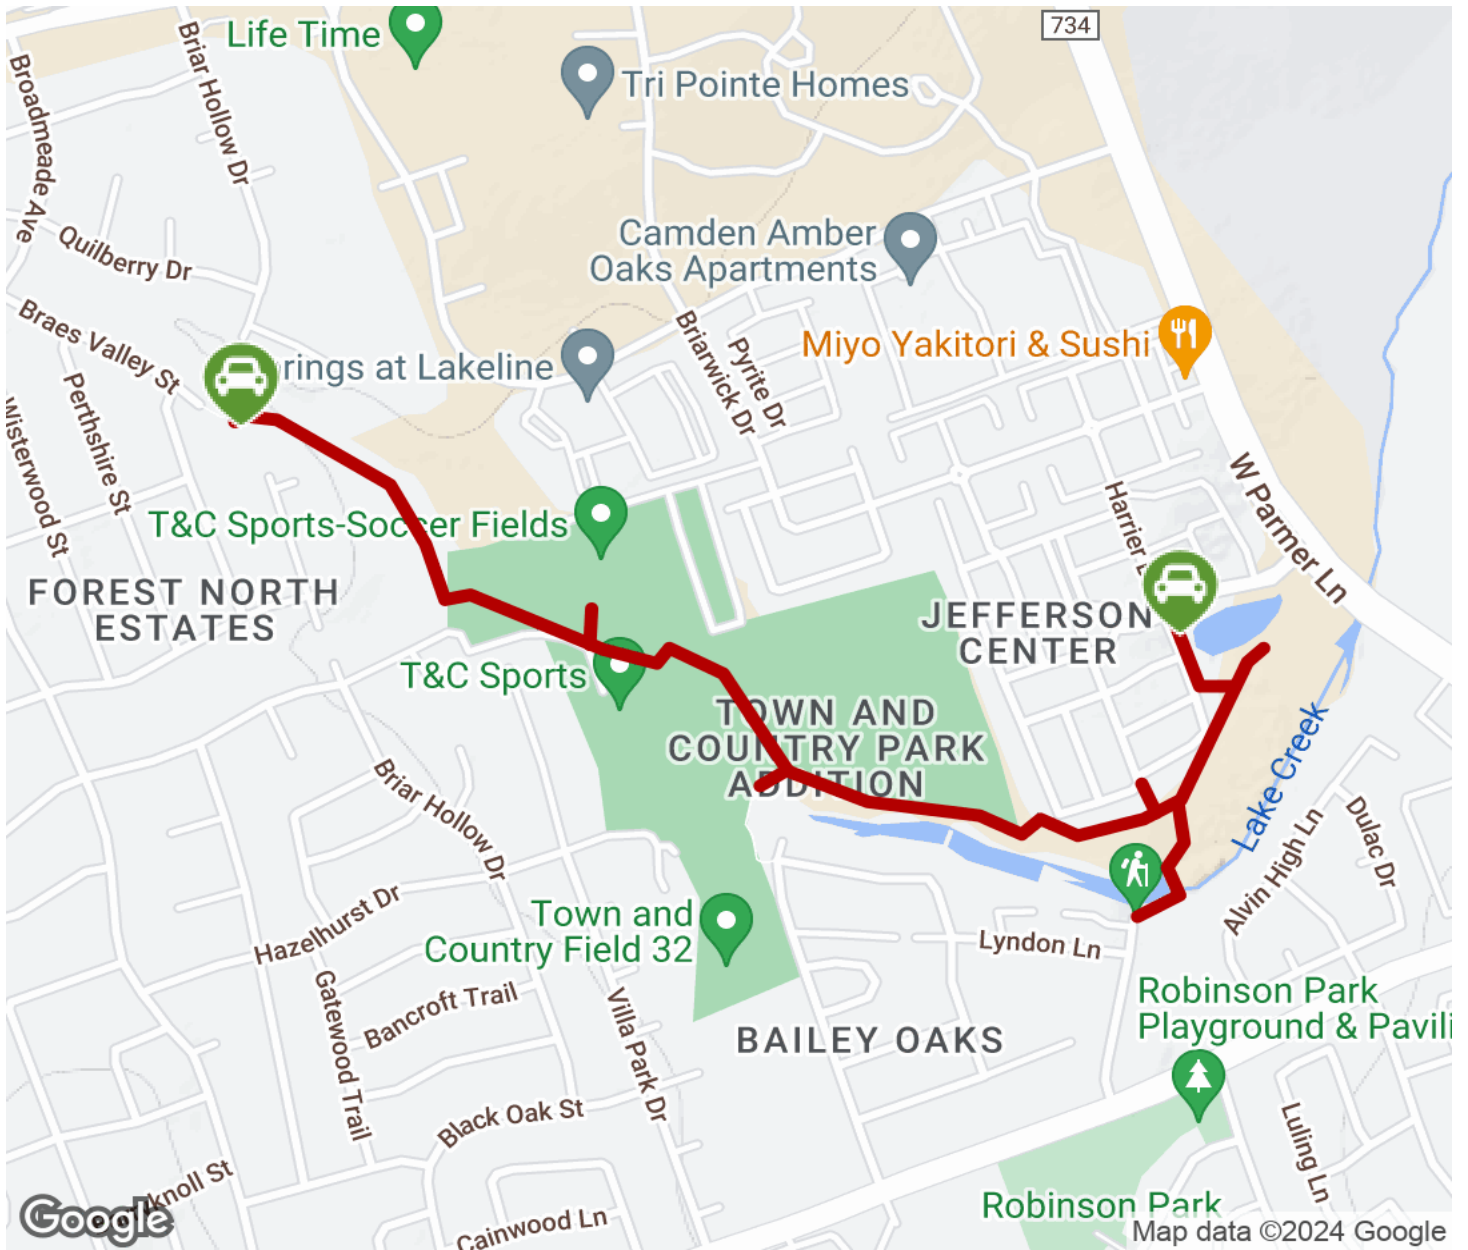 Life Time
734
Tri Pointe Homes
Briar Hollow Dr
Broadmeade Ave
Quilberry Dr
Camden Amber
Oaks Apartments
Braes Valley St
Briarwick Dr
Pyrite Dr
Miyo Yakitori & Sushi
rings at Lakeline
Perthshire St
Wisterwood St
W Parmer Ln
Harrier
T&C Sports-Soccer Fields
FOREST NORTH
ESTATES
JEFFERSON
CENTER
T&C Sports
TOWN AND
COUNTRY PARK
ADDITION
Lake Creek
Briar Hollow Dr
Dulac Dr
Alvin High Ln
Hazelhurst Dr
Town and
Country Field 32
Lyndon Ln
Gatewood Trail
Bancroft Trail
Villa Park Dr
Robinson Park
Playground & Pavili
BAILEY OAKS
Black Oak St
Luling Ln
knoll St
Robinson Park
Google
Cainwood Ln
Map data ©2024 Google